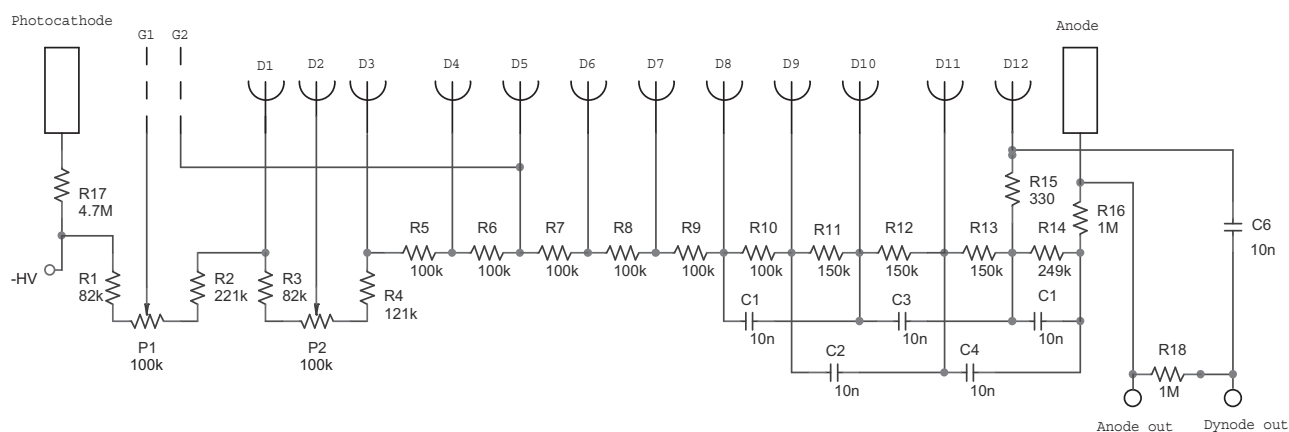 Photocathode
G1
G2
D1
D2
D3
D4
D5
D6
D7
D8
D9
D10
D11
D12
Anode
R17
4.7M
R15
330
R16
1M
C6
10n
R5
100k
R6
100k
R7
100k
R8
100k
R9
100k
R10
100k
R11
150k
R12
150k
R13
150k
R14
249k
-HV
R1
82k
R2
221k
R3
82k
R4
121k
P1
100k
P2
100k
C1
10n
C3
10n
C1
10n
C2
10n
C4
10n
R18
1M
Anode out
Dynode out